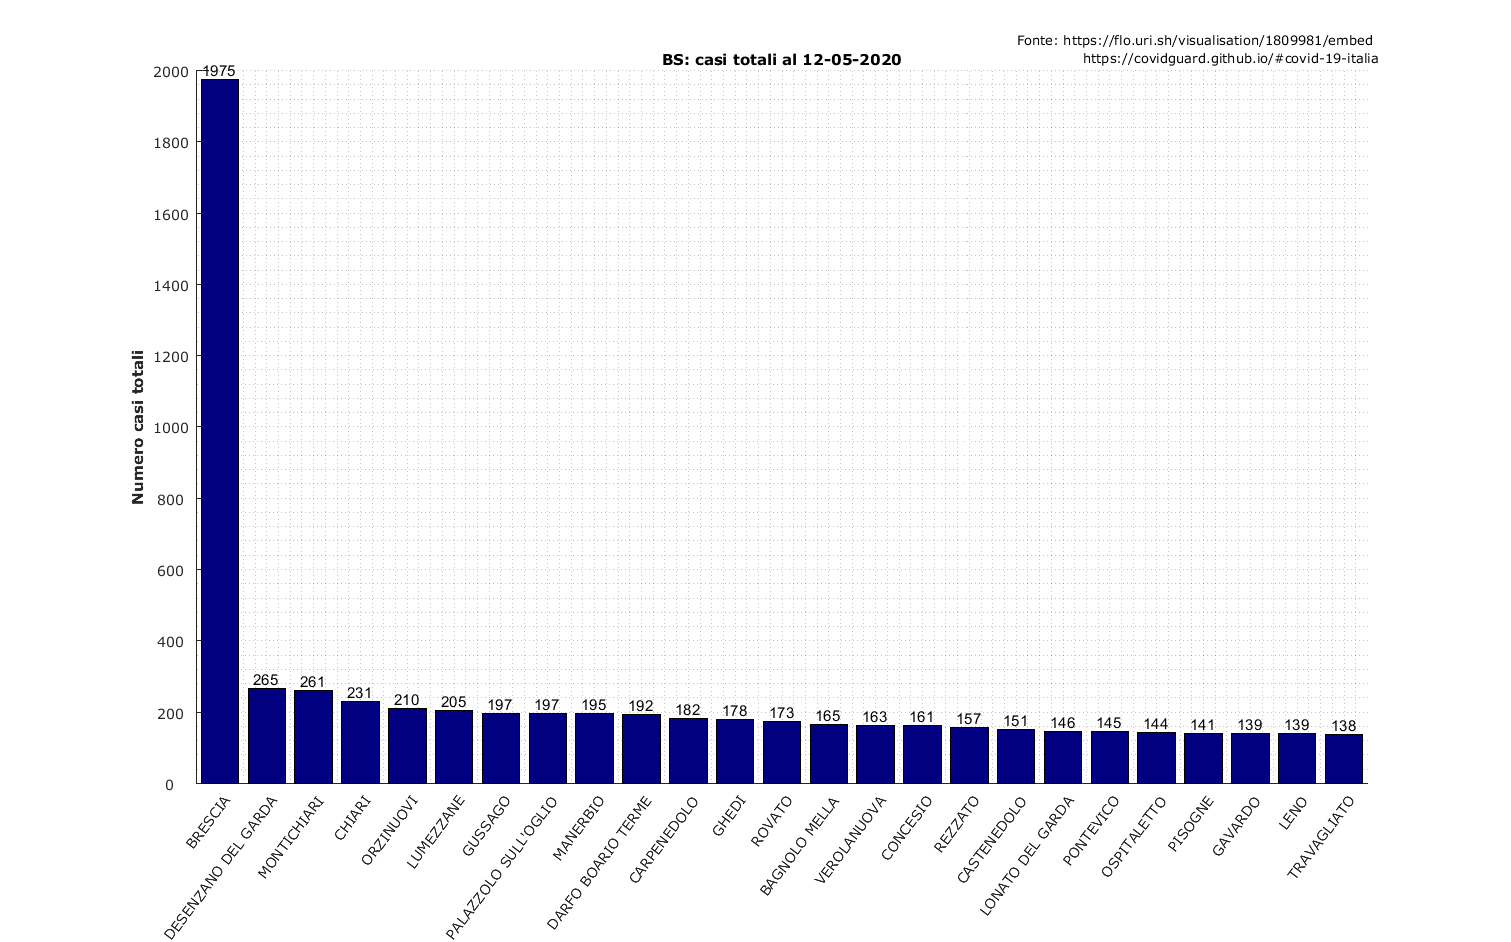 Fonte: https://flo.uri.sh/visualisation/1809981/embed
https://covidguard.github.io/#covid-19-italia
BS: casi totali al 12-05-2020
Numero casi totali
2000
1800
1600
1400
1200
1000
800
600
400
200
0
1975
265
261
231
210
205
197
197
195
192
182
178
173
165
163
161
157
151
146
145
144
141
139
139
138
BRESCIA
DESENZANO DEL GARDA
MONTICHIARI
CHIARI
ORZINUOVI
LUMEZZANE
GUSSAGO
PALAZZOLO SULL'OGLIO
MANERBIO
DARFO BOARIO TERME
CARPENEDOLO
GHEDI
ROVATO
BAGNOLO MELLA
VEROLANUOVA
CONCESIO
REZZATO
CASTENEDOLO
LONATO DEL GARDA
PONTEVICO
OSPITALETTO
PISOGNE
GAVARDO
LENO
TRAVAGLIATO